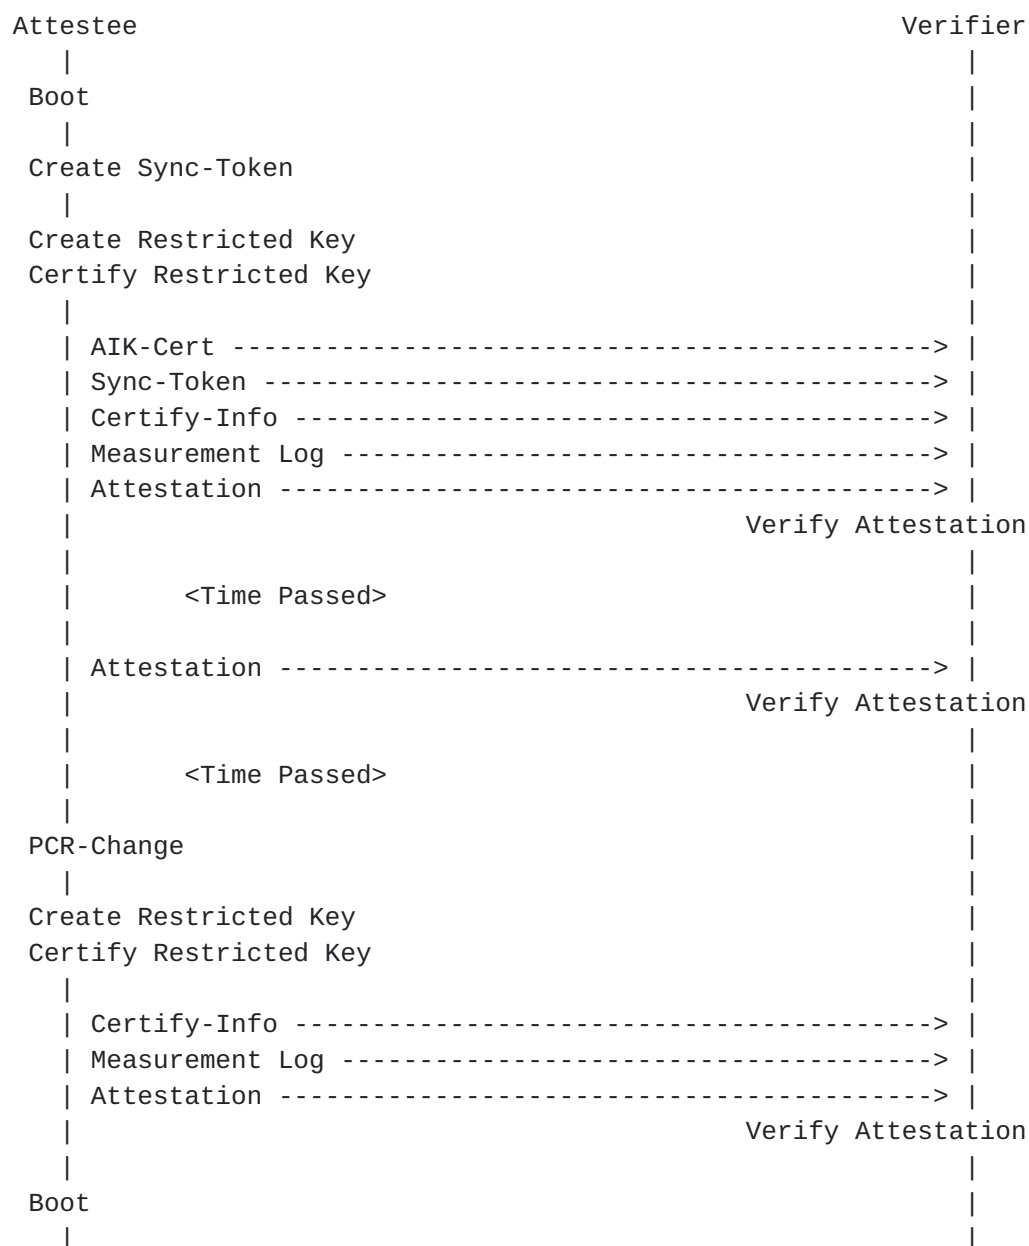 Attestee                                                 Verifier
   |                                                         |
 Boot                                                        |
   |                                                         |
 Create Sync-Token                                           |
   |                                                         |
 Create Restricted Key                                       |
 Certify Restricted Key                                      |
   |                                                         |
   | AIK-Cert ---------------------------------------------> |
   | Sync-Token -------------------------------------------> |
   | Certify-Info -----------------------------------------> |
   | Measurement Log --------------------------------------> |
   | Attestation ------------------------------------------> |
   |                                           Verify Attestation
   |                                                         |
   |       <Time Passed>                                     |
   |                                                         |
   | Attestation ------------------------------------------> |
   |                                           Verify Attestation
   |                                                         |
   |       <Time Passed>                                     |
   |                                                         |
 PCR-Change                                                  |
   |                                                         |
 Create Restricted Key                                       |
 Certify Restricted Key                                      |
   |                                                         |
   | Certify-Info -----------------------------------------> |
   | Measurement Log --------------------------------------> |
   | Attestation ------------------------------------------> |
   |                                           Verify Attestation
   |                                                         |
 Boot                                                        |
   |                                                         |